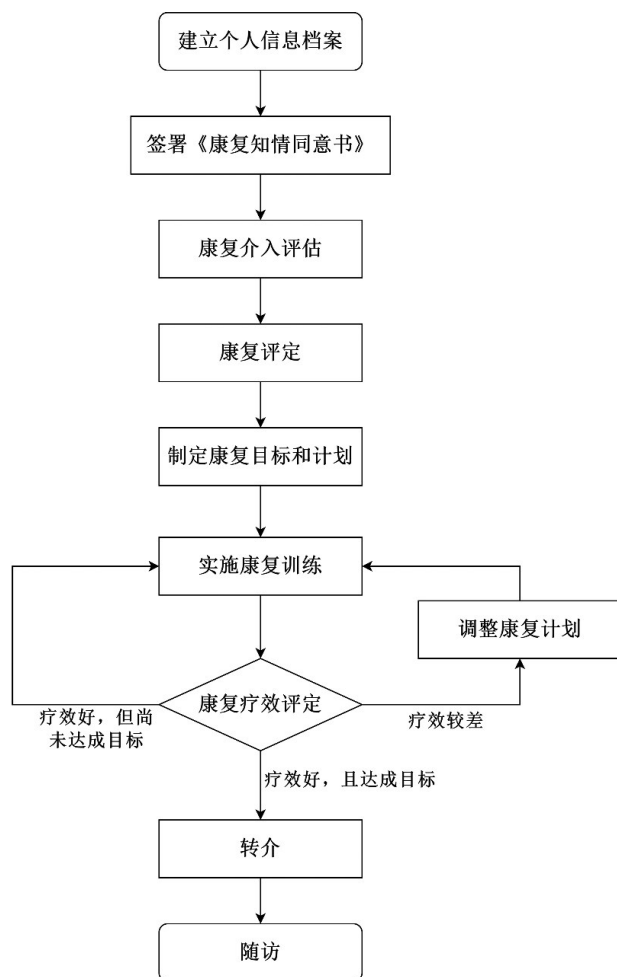 建立个人信息档案
签署《康复知情同意书》
康复介入评估
康复评定
制定康复目标和计划
实施康复训练
调整康复计划
康复疗效评定
疗效好，但尚
未达成目标
疗效较差
疗效好，且达成目标
转介
随访